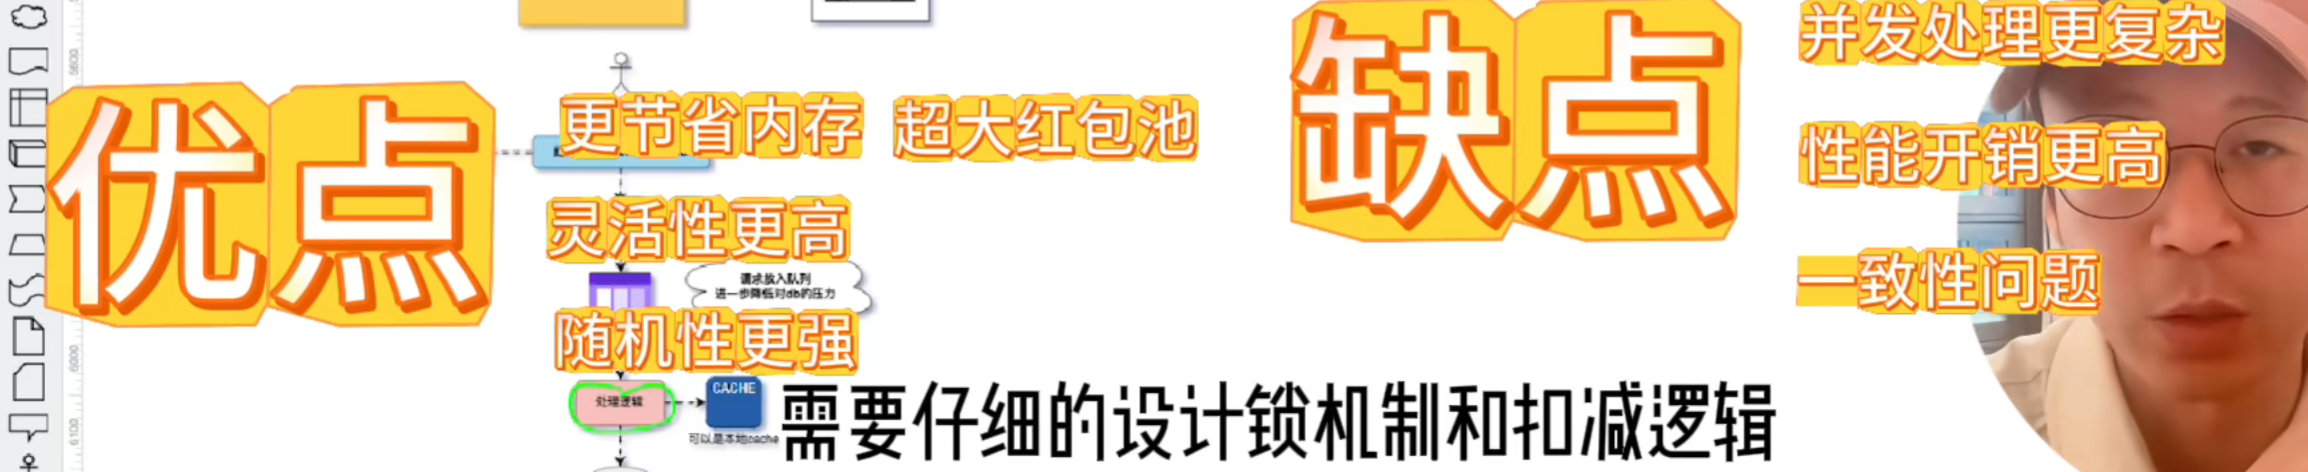 优点
更节省内存 超大红包池
灵活性更高
请求放入队列
进一步降低对db的压力
随机性更强
处理逻辑
CACHE
可以是本地cache
缺点
并发处理更复杂
性能开销更高
一致性问题
需要仔细的设计锁机制和扣减逻辑
5900
6000
6100